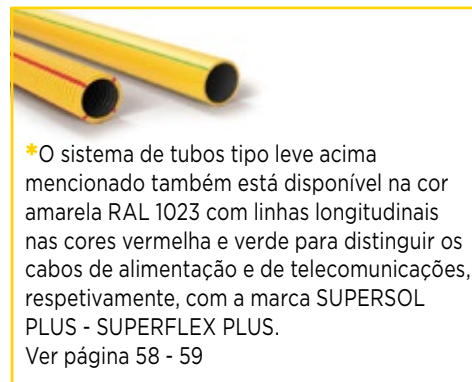 *O sistema de tubos tipo leve acima
mencionado também está disponível na cor
amarela RAL 1023 com linhas longitudinais
nas cores vermelha e verde para distinguir os
cabos de alimentação e de telecomunicações,
respetivamente, com a marca SUPERSOL
PLUS - SUPERFLEX PLUS.
Ver página 58 - 59